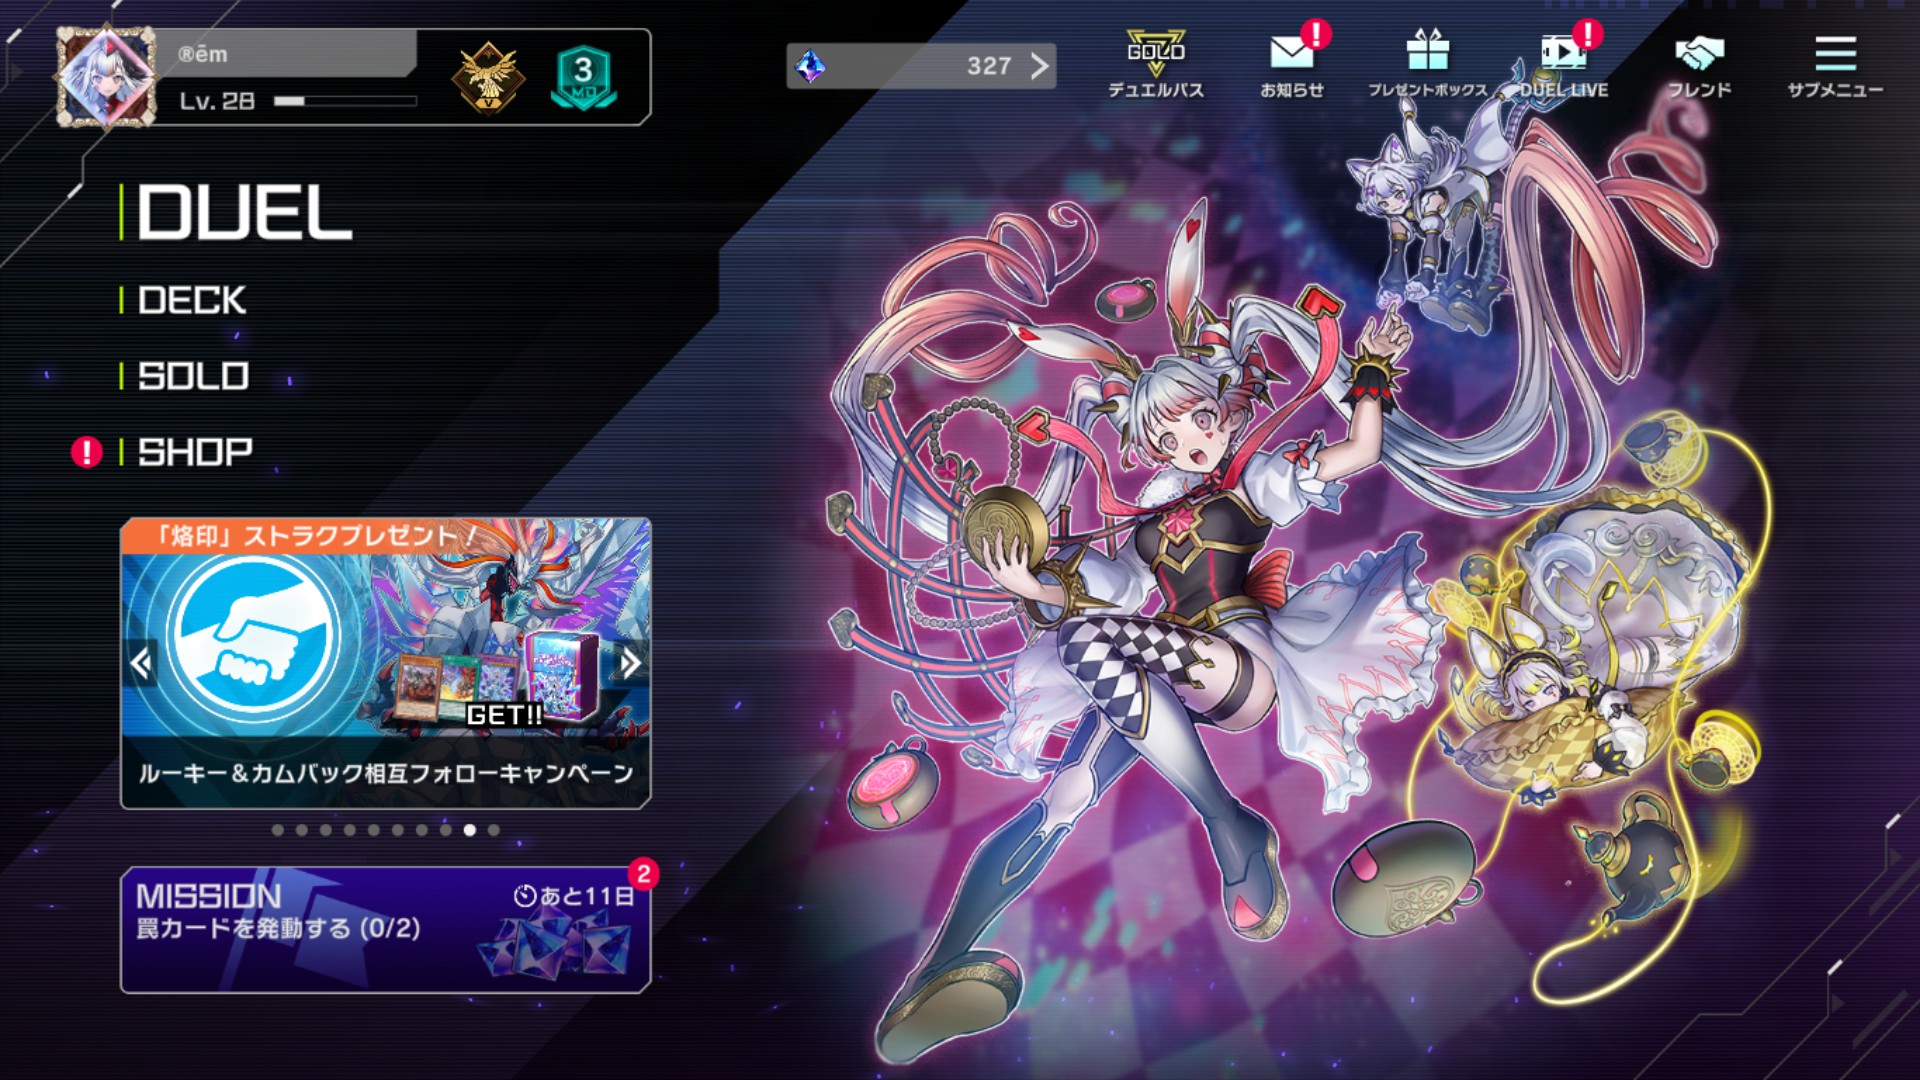 ®ēm
Lv. 28
V
3
MD
327
GOLD
デュエルパス
!
お知らせ
プレゼントボックス
!
DUEL LIVE
フレンド
サブメニュー
DUEL
DECK
SOLO
! SHOP
「烙印」ストラクプレゼント！
GET!!
ルーキー＆カムバック相互フォローキャンペーン
2
MISSION
あと11日
罠カードを発動する (0/2)